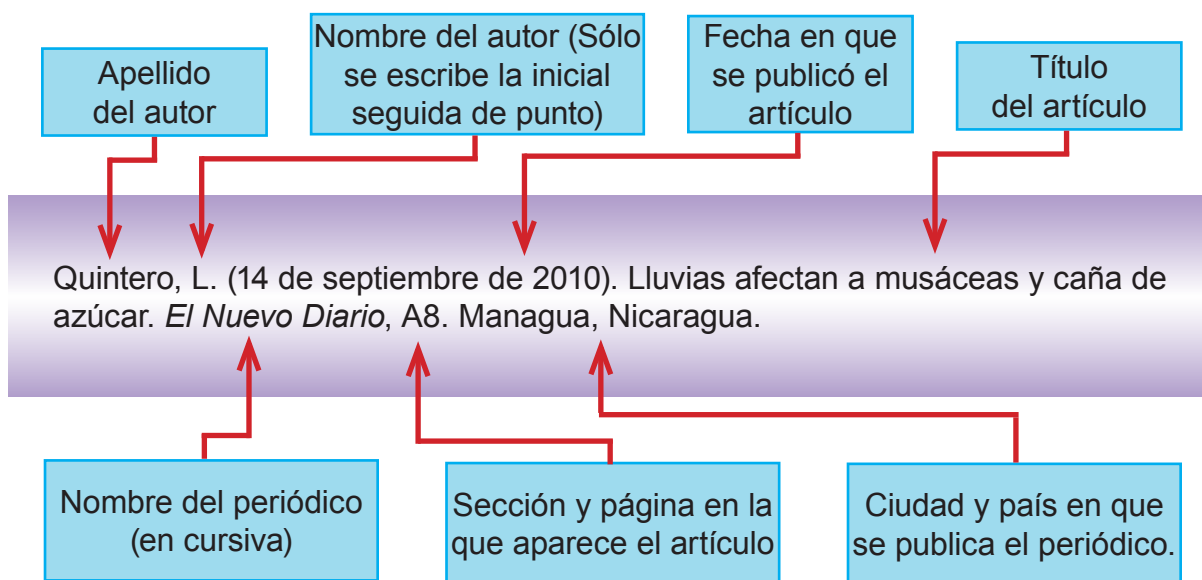 Apellido
del autor
Nombre del autor (Sólo
se escribe la inicial
seguida de punto)
Fecha en que
se publicó el
artículo
Título
del artículo
Quintero, L. (14 de septiembre de 2010). Lluvias afectan a musáceas y caña de
azúcar. El Nuevo Diario, A8. Managua, Nicaragua.
Nombre del periódico
(en cursiva)
Sección y página en la
que aparece el artículo
Ciudad y país en que
se publica el periódico.